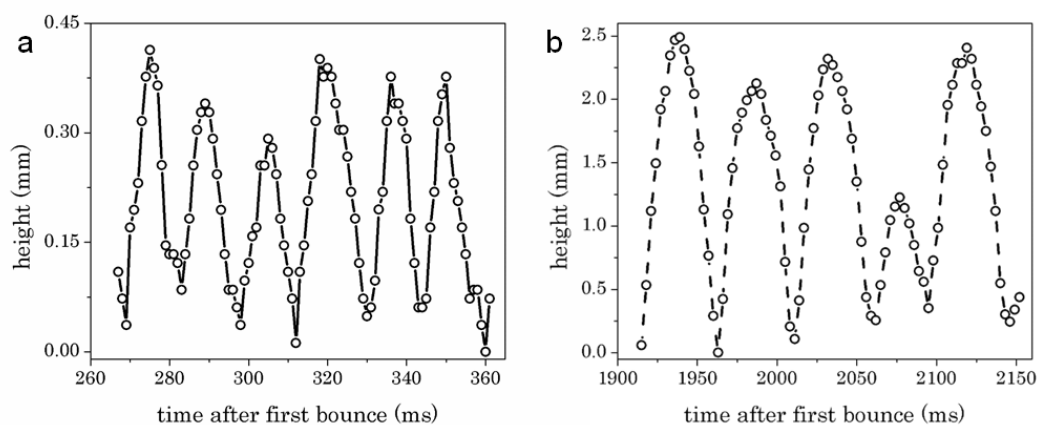 a
height (mm)
0.45
0.30
0.15
0.00
260 280 300 320 340 360
time after first bounce (ms)
b
height (mm)
2.5
2.0
1.5
1.0
0.5
0.0
1900 1950 2000 2050 2100 2150
time after first bounce (ms)